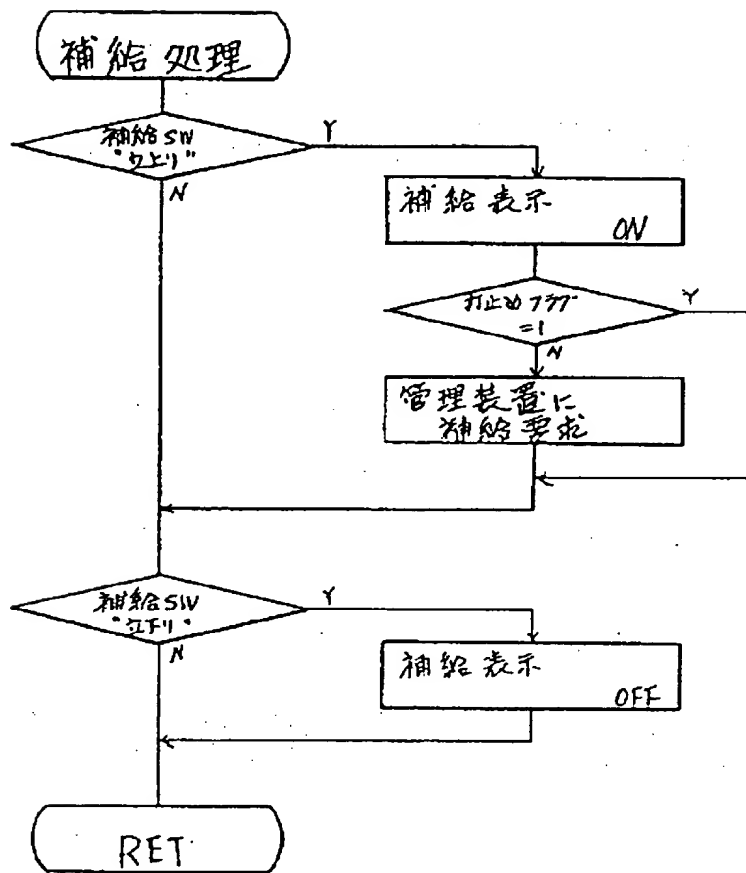 補給処理
補給SW
"立上り"
Y
N
補給表示
ON
打止めフラグ
=1
Y
N
管理装置に
補給要求
補給SW
"立下り"
Y
N
補給表示
OFF
RET